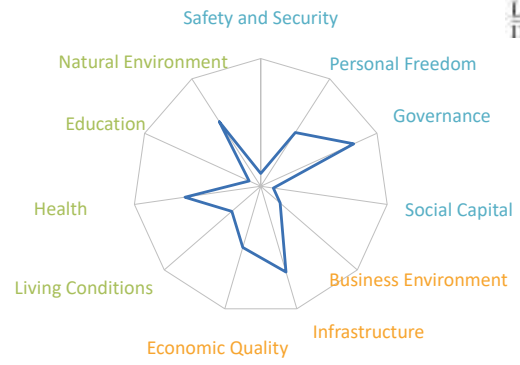 Safety and Security
Natural Environment
Personal Freedom
Governance
Education
Health
Social Capital
Business Environment
Living Conditions
Infrastructure
Economic Quality